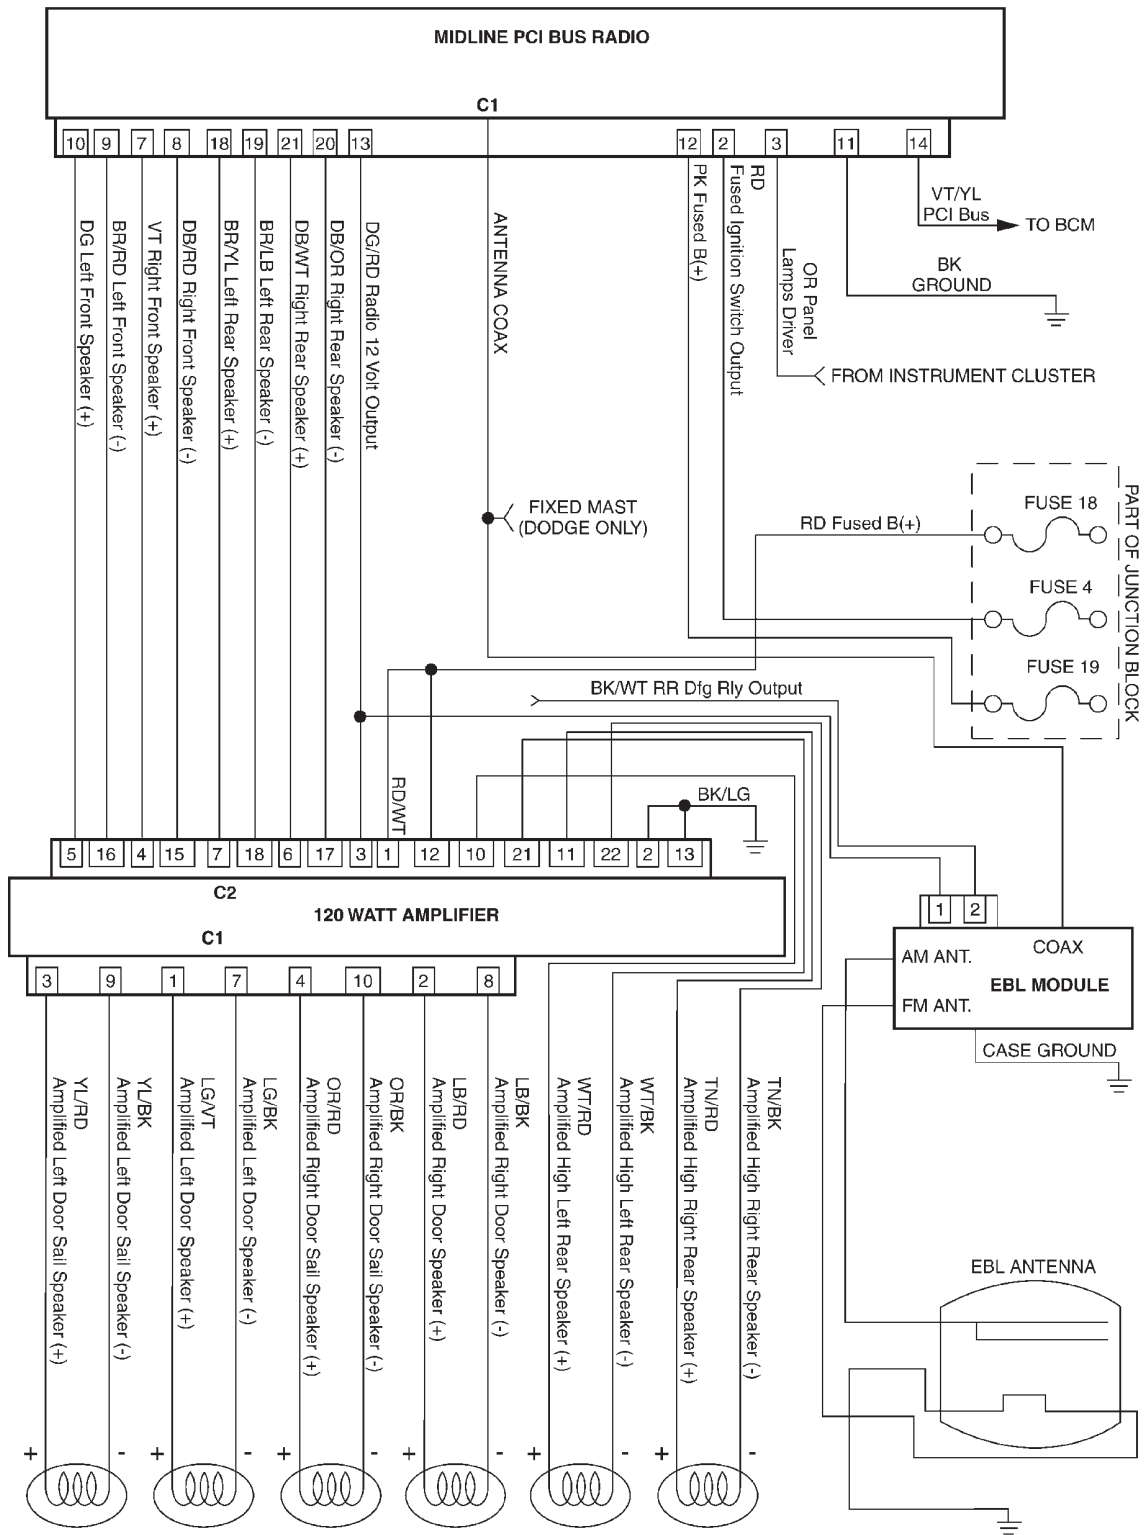 MIDLINE PCI BUS RADIO
C1
10 9 7 8 18 19 21 20 13 12 2 3 11 14
DG Left Front Speaker (+)
BR/RD Left Front Speaker (-)
VT Right Front Speaker (+)
DB/RD Right Front Speaker (-)
BR/YL Left Rear Speaker (+)
BR/LB Left Rear Speaker (-)
DB/WT Right Rear Speaker (+)
DB/OR Right Rear Speaker (-)
DG/RD Radio 12 Volt Output
ANTENNA COAX
PK Fused B(+)
RD
Fused Ignition Switch Output
OR Panel
Lamps Driver
VT/YL
PCI Bus
TO BCM
BK
GROUND
FROM INSTRUMENT CLUSTER
FIXED MAST
(DODGE ONLY)
RD Fused B(+)
FUSE 18
FUSE 4
FUSE 19
PART OF JUNCTION BLOCK
BK/WT RR Dfg Rly Output
RD/WT
BK/LG
5 16 4 15 7 18 6 17 3 1 12 10 21 11 22 2 13
C2
120 WATT AMPLIFIER
C1
3 9 1 7 4 10 2 8
1 2
AM ANT.
COAX
EBL MODULE
FM ANT.
CASE GROUND
YL/RD
Amplified Left Door Sail Speaker (+)
YL/BK
Amplified Left Door Sail Speaker (-)
LG/VT
Amplified Left Door Speaker (+)
LG/BK
Amplified Left Door Speaker (-)
OR/RD
Amplified Right Door Sail Speaker (+)
OR/BK
Amplified Right Door Sail Speaker (-)
LB/RD
Amplified Right Door Speaker (+)
LB/BK
Amplified Right Door Speaker (-)
WT/RD
Amplified High Left Rear Speaker (+)
WT/BK
Amplified High Left Rear Speaker (-)
TN/RD
Amplified High Right Rear Speaker (+)
TN/BK
Amplified High Right Rear Speaker (-)
EBL ANTENNA
+ - + - + - + - + - + -